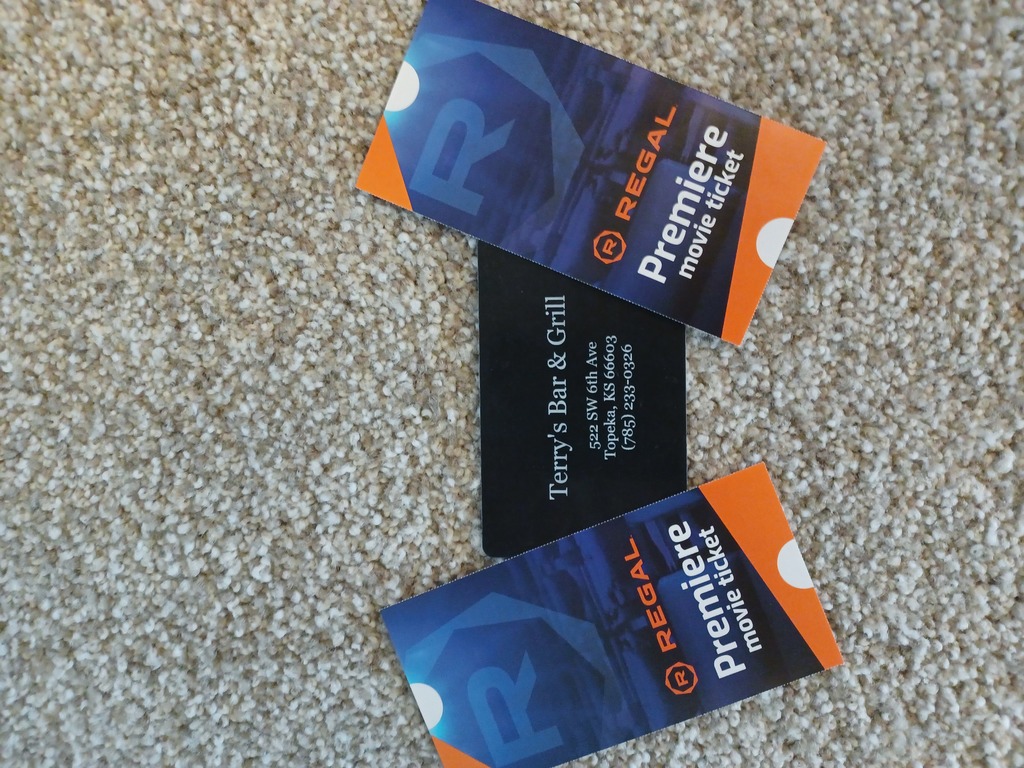 R
R REGAL
Premiere
movie ticket
Terry's Bar & Grill
522 SW 6th Ave
Topeka, KS 66603
(785) 233-0326
R
R REGAL
Premiere
movie ticket